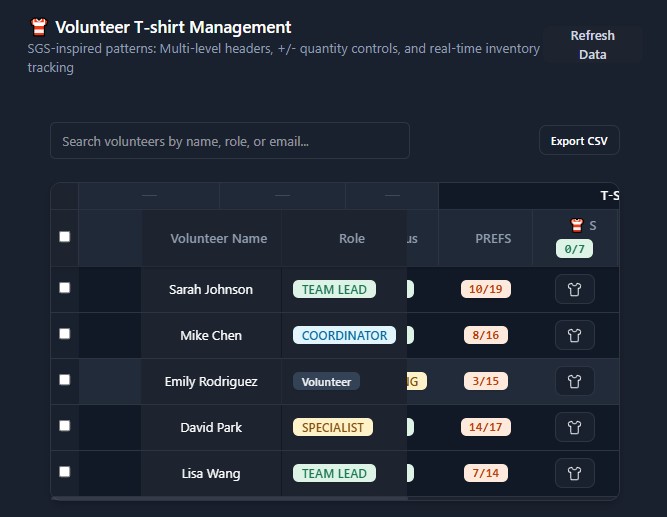 Volunteer T-shirt Management
SGS-inspired patterns: Multi-level headers, +/- quantity controls, and real-time inventory
tracking
Refresh
Data
Search volunteers by name, role, or email...
Export CSV
— — — T-S
Volunteer Name Role us PREFS S
0/7
Sarah Johnson TEAM LEAD 10/19
Mike Chen COORDINATOR 8/16
Emily Rodriguez Volunteer NG 3/15
David Park SPECIALIST 14/17
Lisa Wang TEAM LEAD 7/14